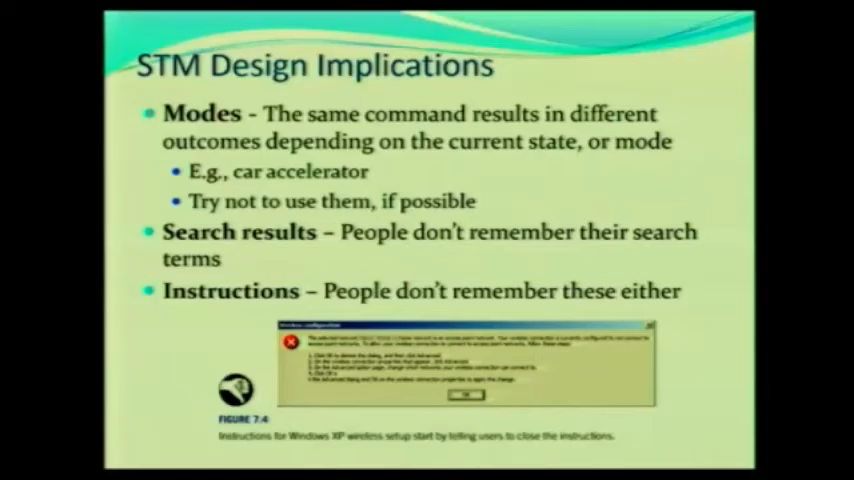 STM Design Implications
Modes - The same command results in different
outcomes depending on the current state, or mode
E.g., car accelerator
Try not to use them, if possible
Search results – People don't remember their search
terms
Instructions – People don't remember these either
Wireless configuration
OK
FIGURE 7.4
Instructions for Windows XP wireless setup start by telling users to close the instructions.